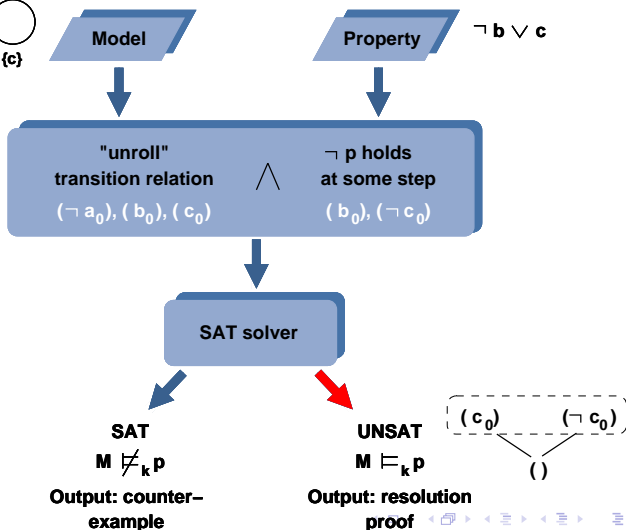 Model
Property
¬ b ∨ c
{c}
"unroll"
transition relation
(¬ a₀), ( b₀), ( c₀)
⋀
¬ p holds
at some step
( b₀), (¬ c₀)
SAT solver
SAT
M ⊭ₖ p
Output: counter–
example
UNSAT
M ⊨ₖ p
Output: resolution
proof
( c₀)
(¬ c₀)
( )